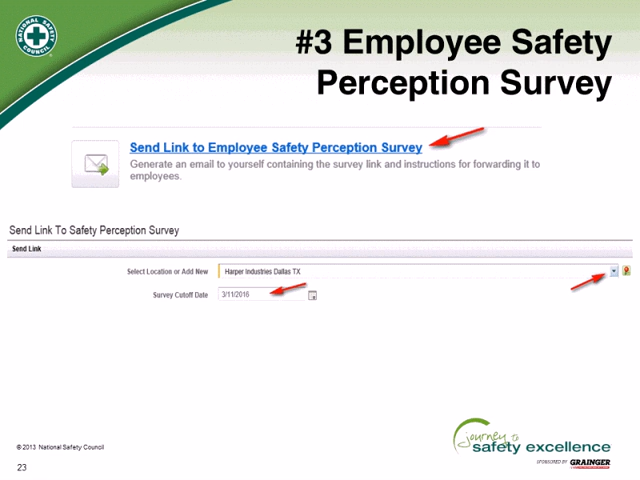 NATIONAL SAFETY COUNCIL
#3 Employee Safety
Perception Survey
Send Link to Employee Safety Perception Survey
Generate an email to yourself containing the survey link and instructions for forwarding it to
employees.
Send Link To Safety Perception Survey
Send Link
Select Location or Add New
Harper Industries Dallas TX
Survey Cutoff Date
3/11/2016
© 2013 National Safety Council
journey to
safety excellence
SPONSORED BY GRAINGER
23